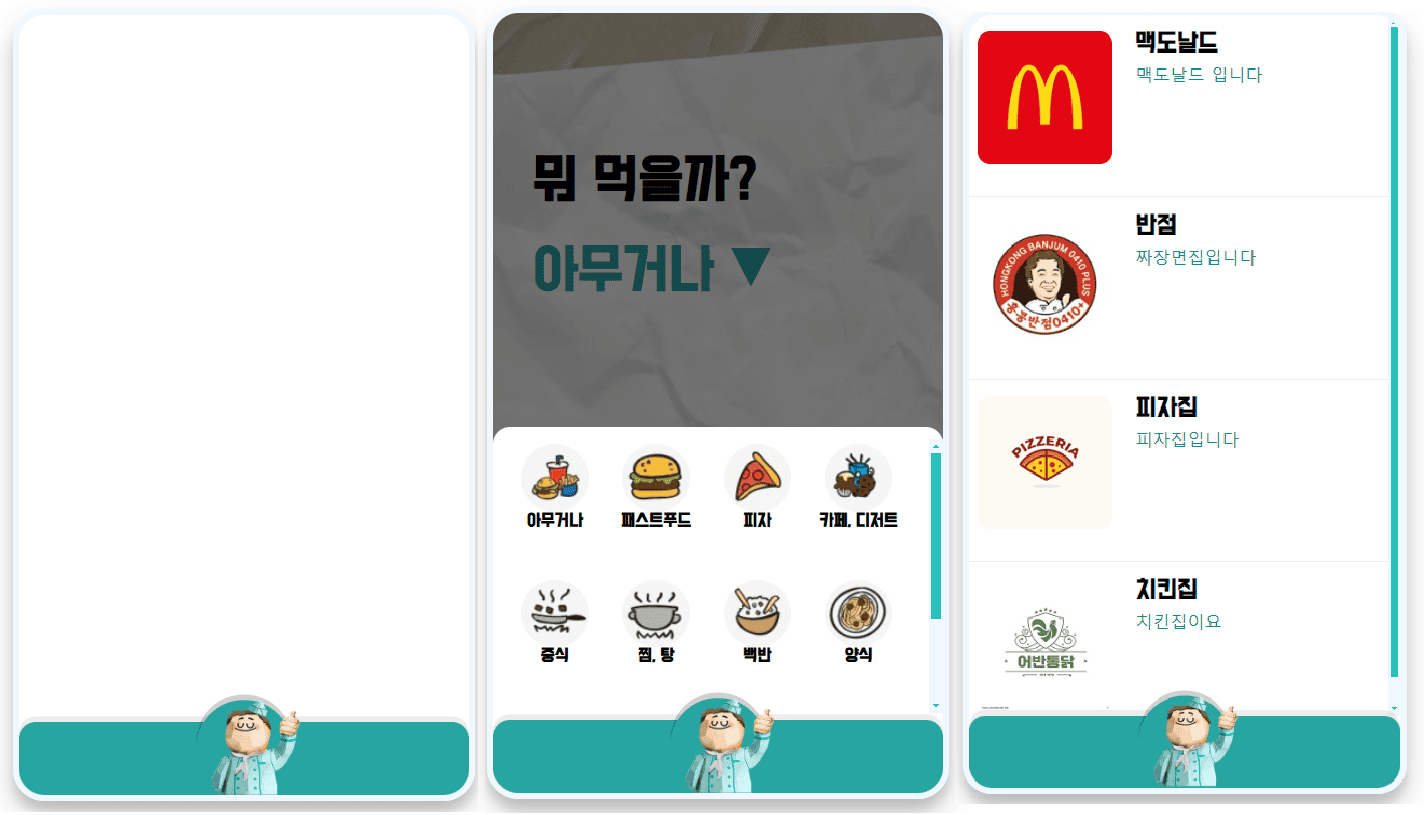 뭐 먹을까?
아무거나 ▼
아무거나 패스트푸드 피자 카페, 디저트
중식 찜, 탕 백반 양식
맥도날드
맥도날드 입니다
반점
짜장면집입니다
HONGKONG BANJUM 0410 PLUS
홍콩반점0410+
피자집
피자집입니다
PIZZERIA
치킨집
치킨집이요
어반통닭